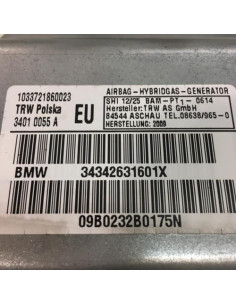 1033721860023
TRW Polska
3401 0055 A
EU
AIRBAG - HYBRIDGAS - GENERATOR
SHI 12/25 BAM - PT1 - 0614
Hersteller: TRW AS GmbH
84544 ASCHAU TEL.08638/965-0
HERSTELLUNG: 2009
BMW 34342631601X
09B0232B0175N